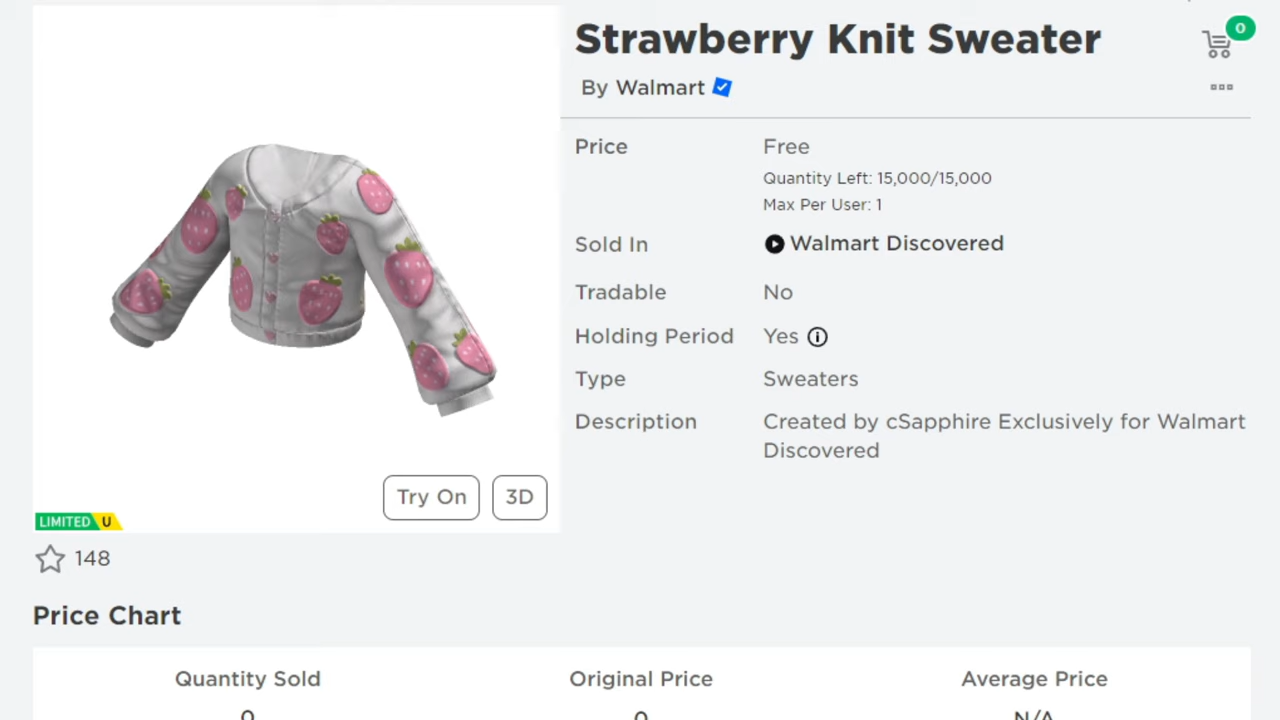 Strawberry Knit Sweater
0
By Walmart
Price
Free
Quantity Left: 15,000/15,000
Max Per User: 1
Sold In
Walmart Discovered
Tradable
No
Holding Period
Yes
Type
Sweaters
Description
Created by cSapphire Exclusively for Walmart
Discovered
Try On
3D
LIMITED U
148
Price Chart
Quantity Sold
Original Price
Average Price
0
0
N/A